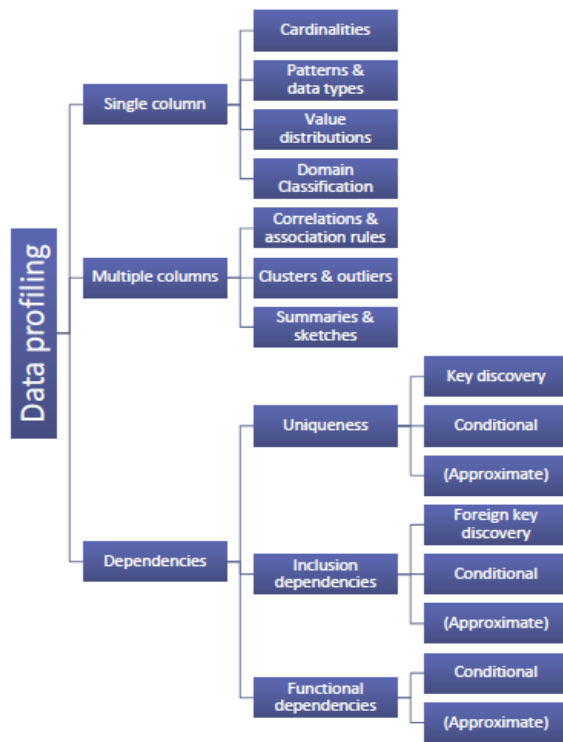 Data profiling
Single column
Cardinalities
Patterns &
data types
Value
distributions
Domain
Classification
Multiple columns
Correlations &
association rules
Clusters & outliers
Summaries &
sketches
Dependencies
Uniqueness
Key discovery
Conditional
(Approximate)
Inclusion
dependencies
Foreign key
discovery
Conditional
(Approximate)
Functional
dependencies
Conditional
(Approximate)